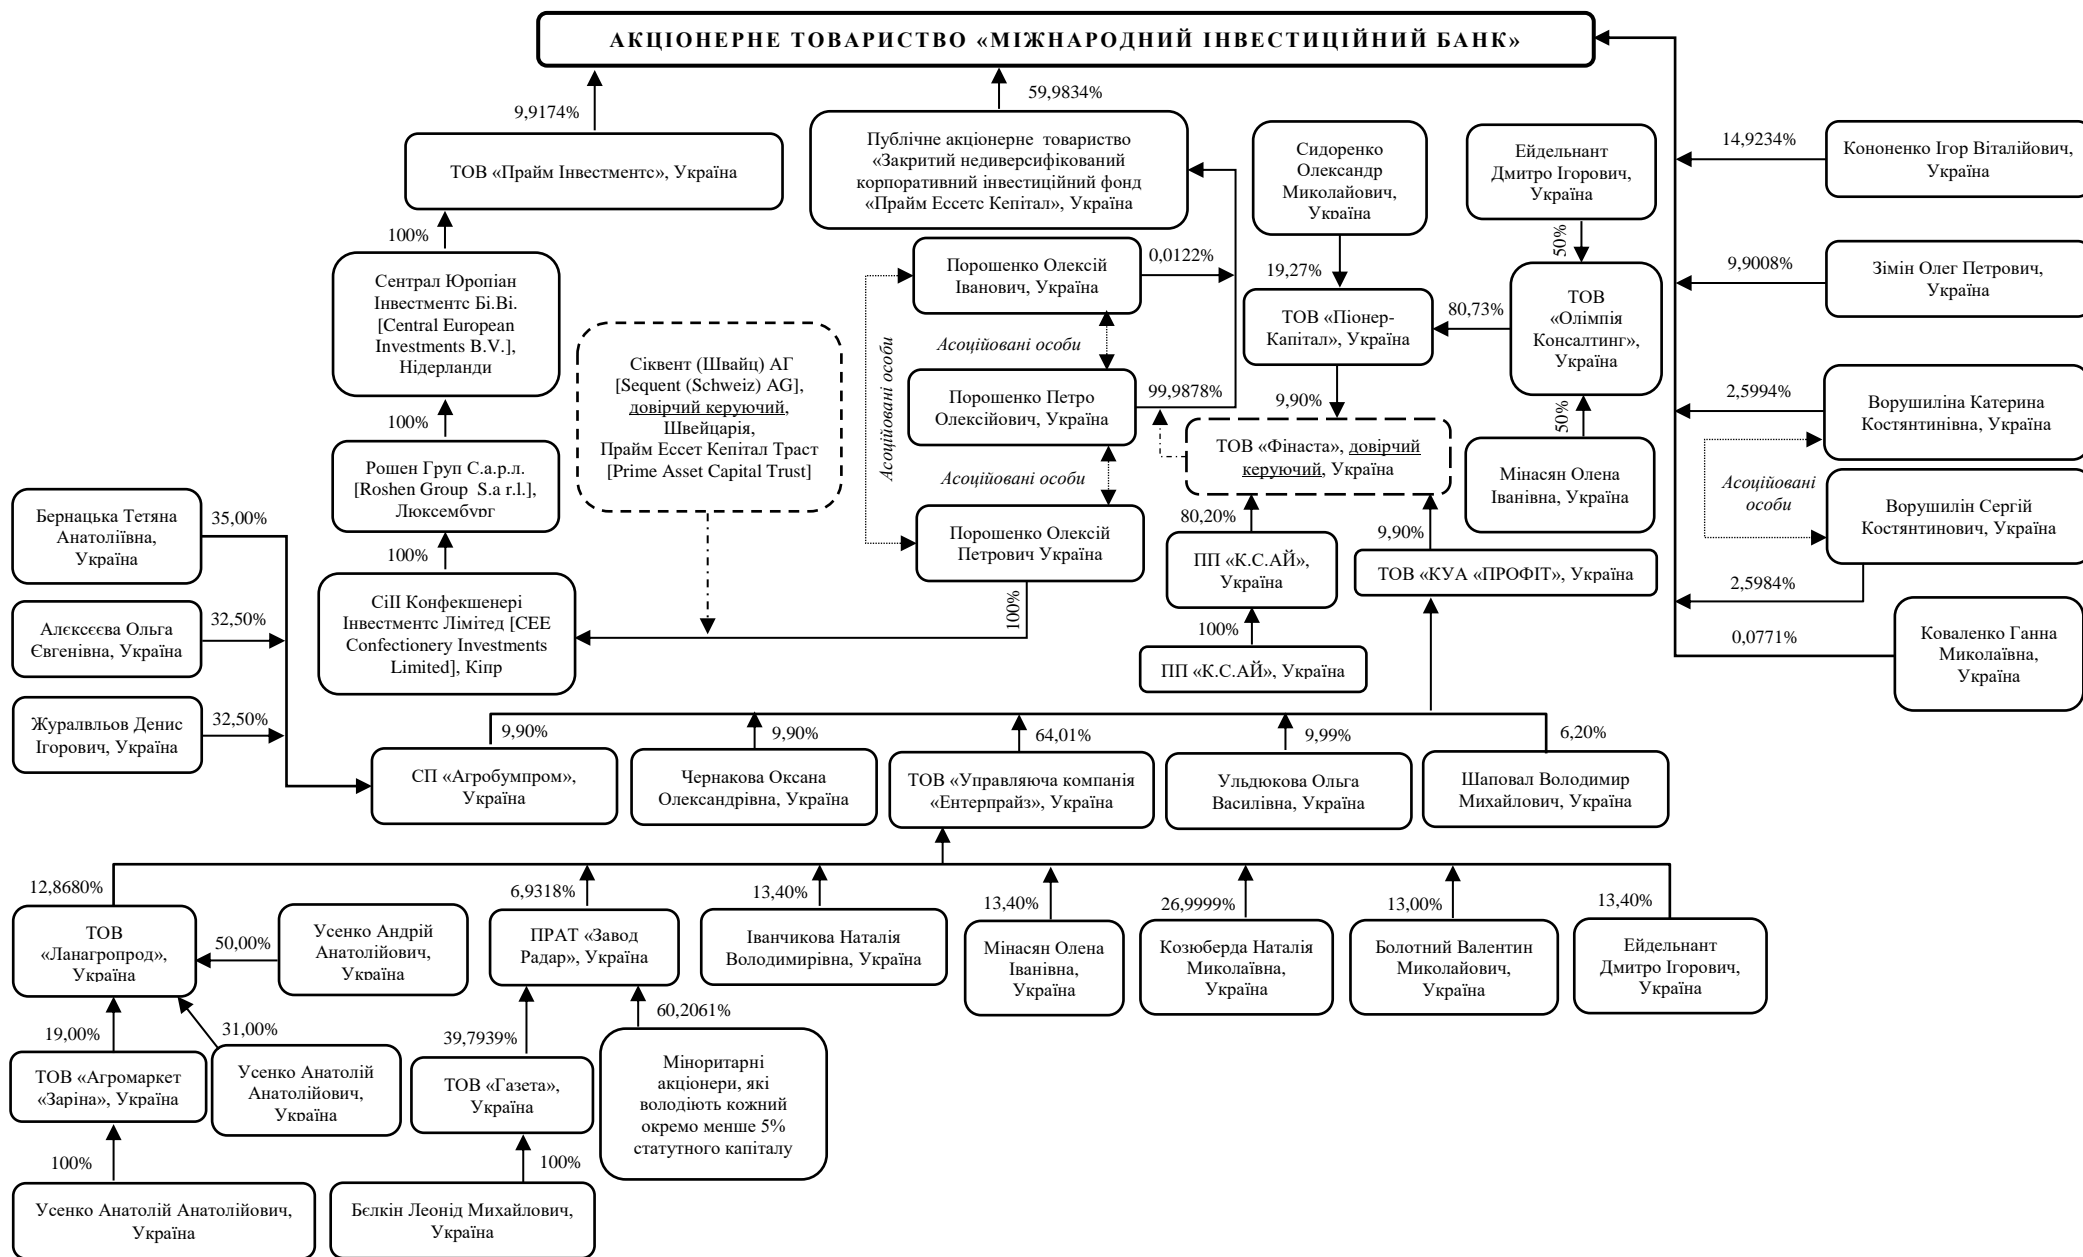 АКЦІОНЕРНЕ ТОВАРИСТВО «МІЖНАРОДНИЙ ІНВЕСТИЦІЙНИЙ БАНК»
9,9174%
59,9834%
ТОВ «Прайм Інвестментс», Україна
Публічне акціонерне товариство
«Закритий недиверсифікований
корпоративний інвестиційний фонд
«Прайм Ессетс Кепітал», Україна
Сидоренко
Олександр
Миколайович,
Україна
Ейдельнант
Дмитро Ігорович,
Україна
14,9234%
Кононенко Ігор Віталійович,
Україна
100%
Сентрал Юропіан
Інвестментс Бі.Ві.
[Central European
Investments B.V.],
Нідерланди
Порошенко Олексій
Іванович, Україна
0,0122%
19,27%
50%
9,9008%
Зімін Олег Петрович,
Україна
ТОВ «Піонер-
Капітал», Україна
80,73%
ТОВ
«Олімпія
Консалтинг»,
Україна
Асоційовані особи
Асоційовані особи
Сіквент (Швайц) АГ
[Sequent (Schweiz) AG],
довірчий керуючий,
Швейцарія,
Прайм Ессет Кепітал Траст
[Prime Asset Capital Trust]
Порошенко Петро
Олексійович, Україна
99,9878%
9,90%
50%
2,5994%
Ворушиліна Катерина
Костянтинівна, Україна
100%
Рошен Груп С.а.р.л.
[Roshen Group S.a r.l.],
Люксембург
ТОВ «Фінаста», довірчий
керуючий, Україна
Мінасян Олена
Іванівна, Україна
Асоційовані
особи
Асоційовані особи
Ворушилін Сергій
Костянтинович, Україна
Бернацька Тетяна
Анатоліївна,
Україна
35,00%
Порошенко Олексій
Петрович Україна
80,20%
9,90%
100%
ПП «К.С.АЙ»,
Україна
ТОВ «КУА «ПРОФІТ», Україна
2,5984%
Алєксєєва Ольга
Євгенівна, Україна
32,50%
СіІІ Конфекшенері
Інвестментс Лімітед [CEE
Confectionery Investments
Limited], Кіпр
100%
100%
0,0771%
Коваленко Ганна
Миколаївна,
Україна
ПП «К.С.АЙ», Україна
Журалвльов Денис
Ігорович, Україна
32,50%
9,90%
9,90%
64,01%
9,99%
6,20%
СП «Агробумпром»,
Україна
Чернакова Оксана
Олександрівна, Україна
ТОВ «Управляюча компанія
«Ентерпрайз», Україна
Ульдюкова Ольга
Василівна, Україна
Шаповал Володимир
Михайлович, Україна
12,8680%
6,9318%
13,40%
13,40%
26,9999%
13,00%
13,40%
ТОВ
«Ланагропрод»,
Україна
50,00%
Усенко Андрій
Анатолійович,
Україна
ПРАТ «Завод
Радар», Україна
Іванчикова Наталія
Володимирівна, Україна
Мінасян Олена
Іванівна,
Україна
Козюберда Наталія
Миколаївна,
Україна
Болотний Валентин
Миколайович,
Україна
Ейдельнант
Дмитро Ігорович,
Україна
19,00%
31,00%
39,7939%
60,2061%
ТОВ «Агромаркет
«Заріна», Україна
Усенко Анатолій
Анатолійович,
Україна
ТОВ «Газета»,
Україна
Міноритарні
акціонери, які
володіють кожний
окремо менше 5%
статутного капіталу
100%
100%
Усенко Анатолій Анатолійович,
Україна
Бєлкін Леонід Михайлович,
Україна